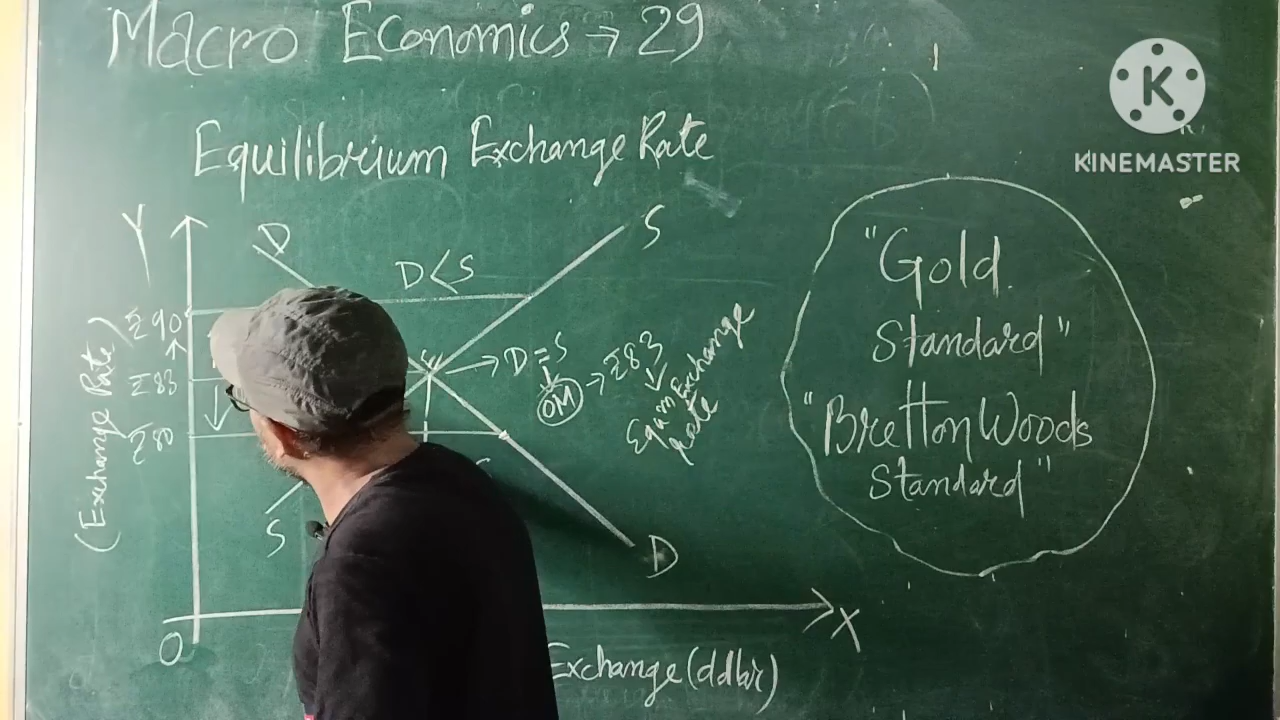 Macro Economics → 29
K
KINEMASTER
Equilibrium Exchange Rate
Y
D
S
D<S
"Gold
Standard"
"Bretton Woods
Standard"
₹90
₹83
₹80
(Exchange Rate)
→ D = S
OM → ₹83
Eqm Exchange
Rate
S
D
O
X
Exchange (dollar)